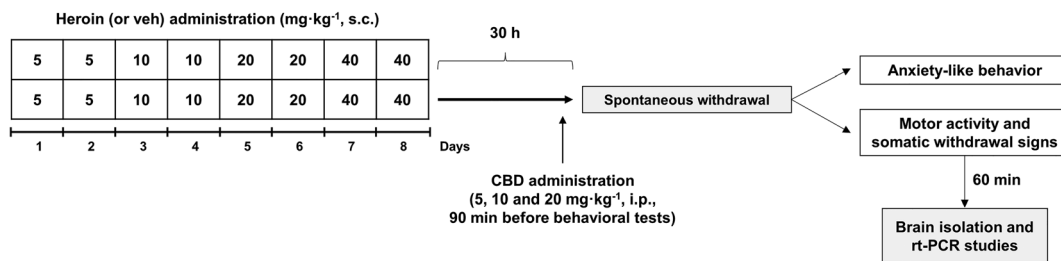 Heroin (or veh) administration (mg·kg⁻¹, s.c.)
5 5 10 10 20 20 40 40
5 5 10 10 20 20 40 40
1 2 3 4 5 6 7 8 Days
30 h
CBD administration
(5, 10 and 20 mg·kg⁻¹, i.p.,
90 min before behavioral tests)
Spontaneous withdrawal
Anxiety-like behavior
Motor activity and
somatic withdrawal signs
60 min
Brain isolation and
rt-PCR studies